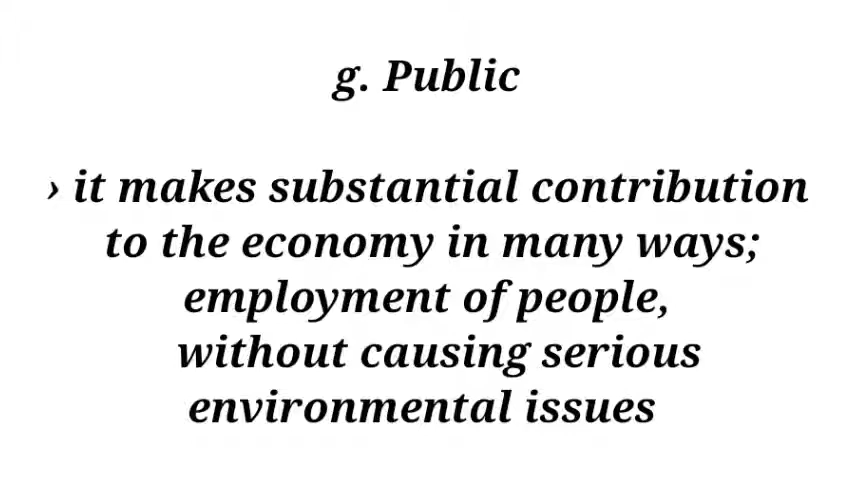 g. Public
› it makes substantial contribution
to the economy in many ways;
employment of people,
without causing serious
environmental issues